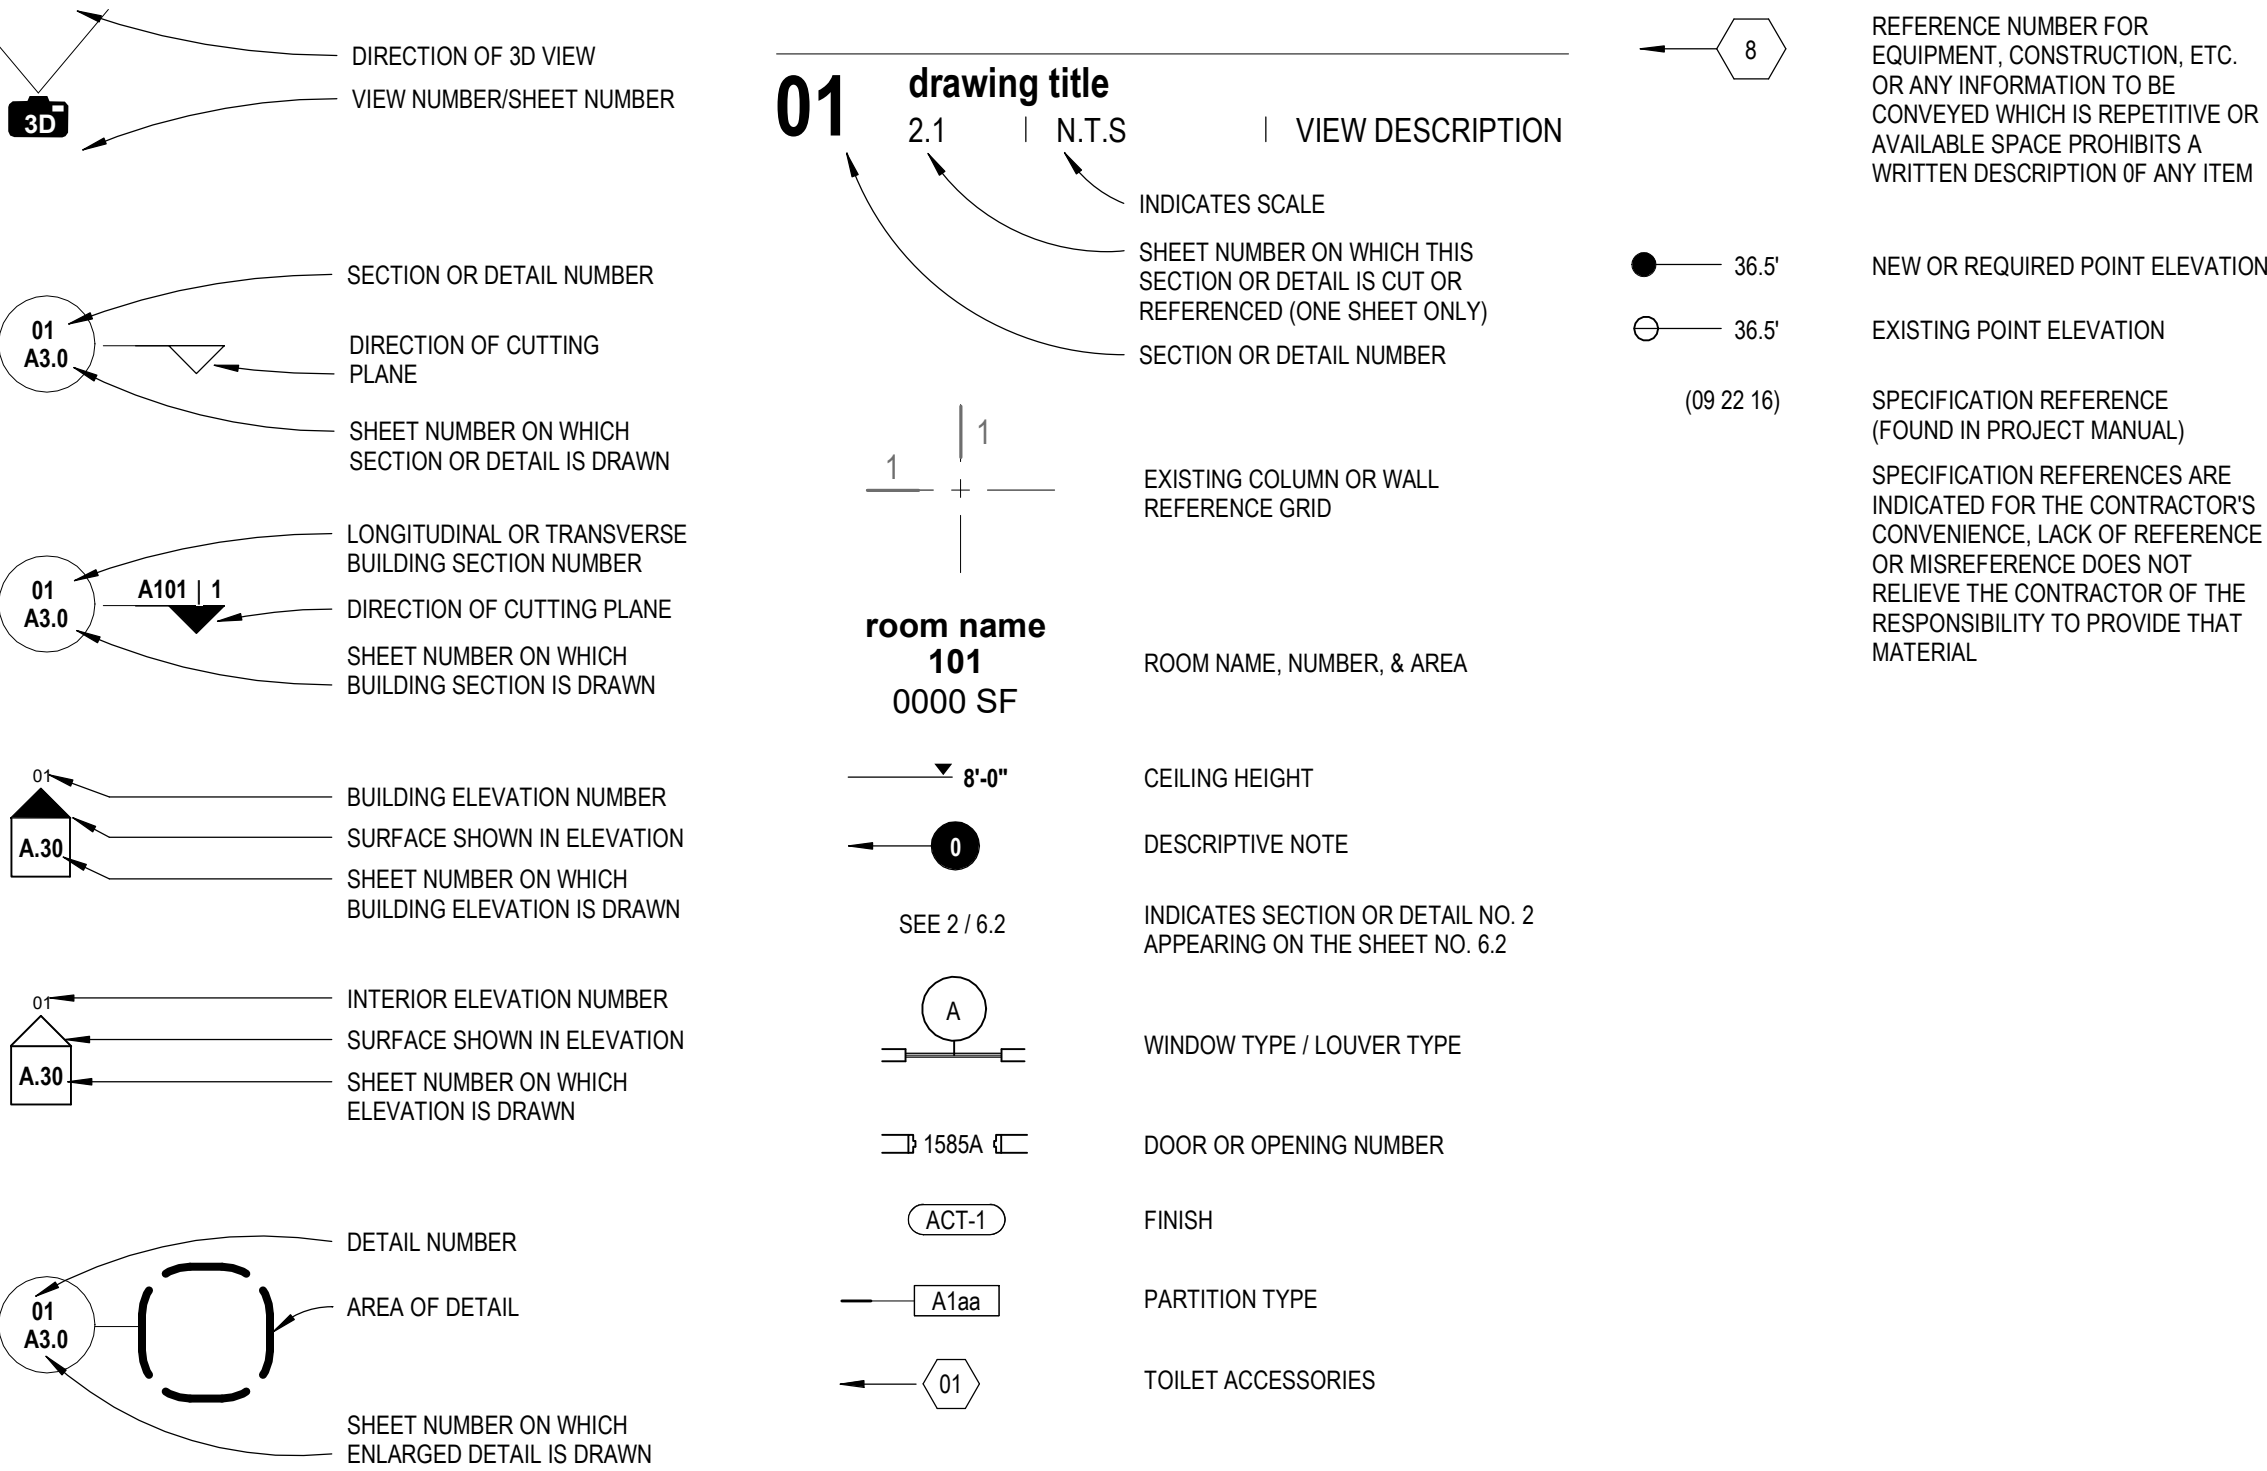 DIRECTION OF 3D VIEW
VIEW NUMBER/SHEET NUMBER
3D
SECTION OR DETAIL NUMBER
01
A3.0
DIRECTION OF CUTTING
PLANE
SHEET NUMBER ON WHICH
SECTION OR DETAIL IS DRAWN
LONGITUDINAL OR TRANSVERSE
BUILDING SECTION NUMBER
01
A3.0
A101 | 1
DIRECTION OF CUTTING PLANE
SHEET NUMBER ON WHICH
BUILDING SECTION IS DRAWN
01
BUILDING ELEVATION NUMBER
SURFACE SHOWN IN ELEVATION
A.30
SHEET NUMBER ON WHICH
BUILDING ELEVATION IS DRAWN
01
INTERIOR ELEVATION NUMBER
SURFACE SHOWN IN ELEVATION
A.30
SHEET NUMBER ON WHICH
ELEVATION IS DRAWN
DETAIL NUMBER
01
A3.0
AREA OF DETAIL
SHEET NUMBER ON WHICH
ENLARGED DETAIL IS DRAWN
01
drawing title
2.1 | N.T.S | VIEW DESCRIPTION
INDICATES SCALE
SHEET NUMBER ON WHICH THIS
SECTION OR DETAIL IS CUT OR
REFERENCED (ONE SHEET ONLY)
SECTION OR DETAIL NUMBER
1
1
EXISTING COLUMN OR WALL
REFERENCE GRID
room name
101
0000 SF
ROOM NAME, NUMBER, & AREA
8'-0"
CEILING HEIGHT
0
DESCRIPTIVE NOTE
SEE 2 / 6.2
INDICATES SECTION OR DETAIL NO. 2
APPEARING ON THE SHEET NO. 6.2
A
WINDOW TYPE / LOUVER TYPE
1585A
DOOR OR OPENING NUMBER
ACT-1
FINISH
A1aa
PARTITION TYPE
01
TOILET ACCESSORIES
8
REFERENCE NUMBER FOR
EQUIPMENT, CONSTRUCTION, ETC.
OR ANY INFORMATION TO BE
CONVEYED WHICH IS REPETITIVE OR
AVAILABLE SPACE PROHIBITS A
WRITTEN DESCRIPTION 0F ANY ITEM
36.5'
NEW OR REQUIRED POINT ELEVATION
36.5'
EXISTING POINT ELEVATION
(09 22 16)
SPECIFICATION REFERENCE
(FOUND IN PROJECT MANUAL)
SPECIFICATION REFERENCES ARE
INDICATED FOR THE CONTRACTOR'S
CONVENIENCE, LACK OF REFERENCE
OR MISREFERENCE DOES NOT
RELIEVE THE CONTRACTOR OF THE
RESPONSIBILITY TO PROVIDE THAT
MATERIAL